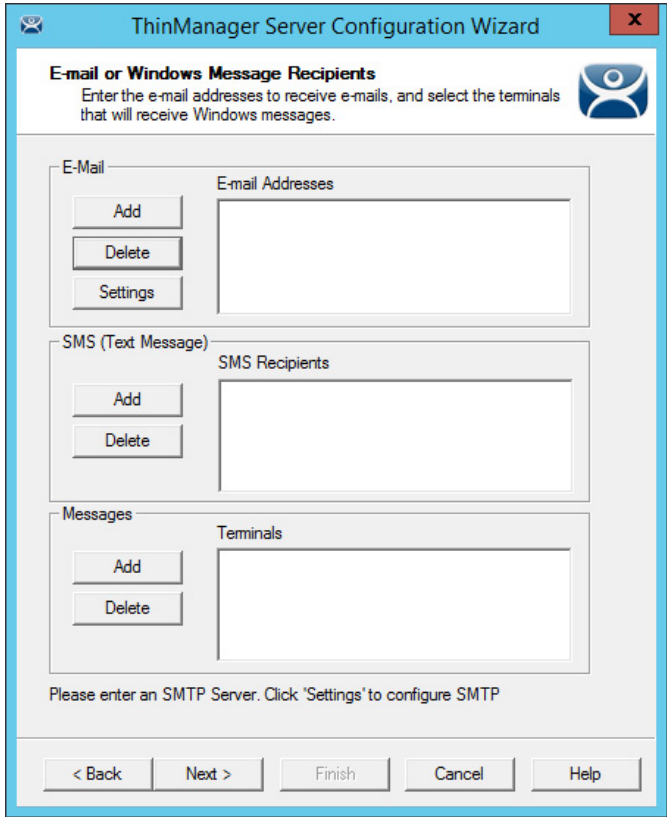 ThinManager Server Configuration Wizard
x
E-mail or Windows Message Recipients
Enter the e-mail addresses to receive e-mails, and select the terminals
that will receive Windows messages.
E-Mail
E-mail Addresses
Add
Delete
Settings
SMS (Text Message)
SMS Recipients
Add
Delete
Messages
Terminals
Add
Delete
Please enter an SMTP Server. Click 'Settings' to configure SMTP
< Back Next > Finish Cancel Help